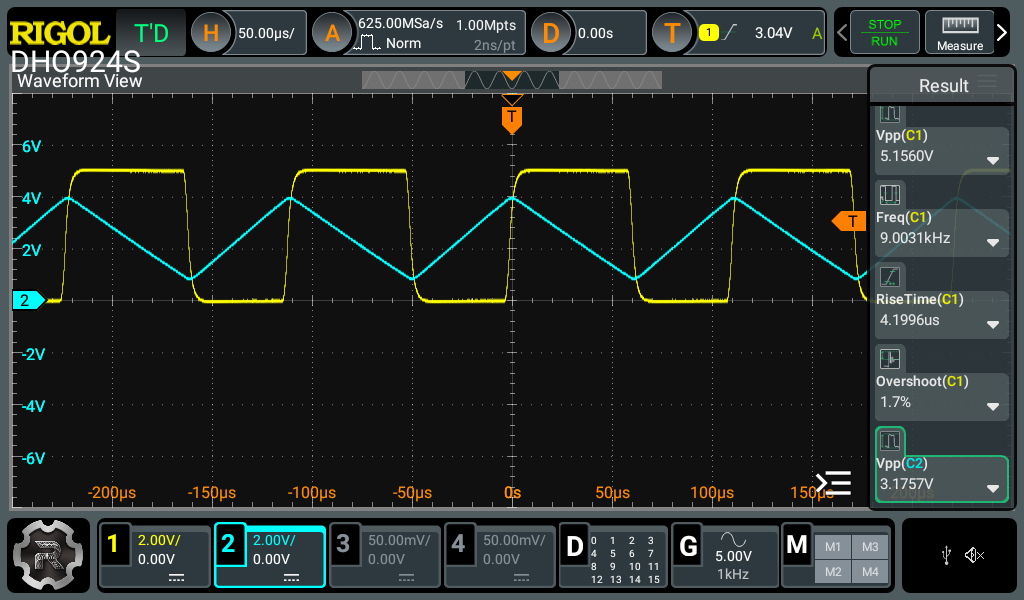 RIGOL
T'D
H
50.00μs/
A
625.00MSa/s
1.00Mpts
Norm
2ns/pt
D
0.00s
T
1
3.04V
A
STOP
RUN
Measure
DHO924S
Waveform View
Result
T
6V
4V
2V
2
-2V
-4V
-6V
T
-200μs
-150μs
-100μs
-50μs
0s
50μs
100μs
150μs
200μs
Vpp(C1)
5.1560V
Freq(C1)
9.0031kHz
RiseTime(C1)
4.1996us
Overshoot(C1)
1.7%
Vpp(C2)
3.1757V
R
1
2.00V/
0.00V
2
2.00V/
0.00V
3
50.00mV/
0.00V
4
50.00mV/
0.00V
D
0 1 2 3
4 5 6 7
8 9 10 11
12 13 14 15
G
5.00V
1kHz
M
M1 M3
M2 M4